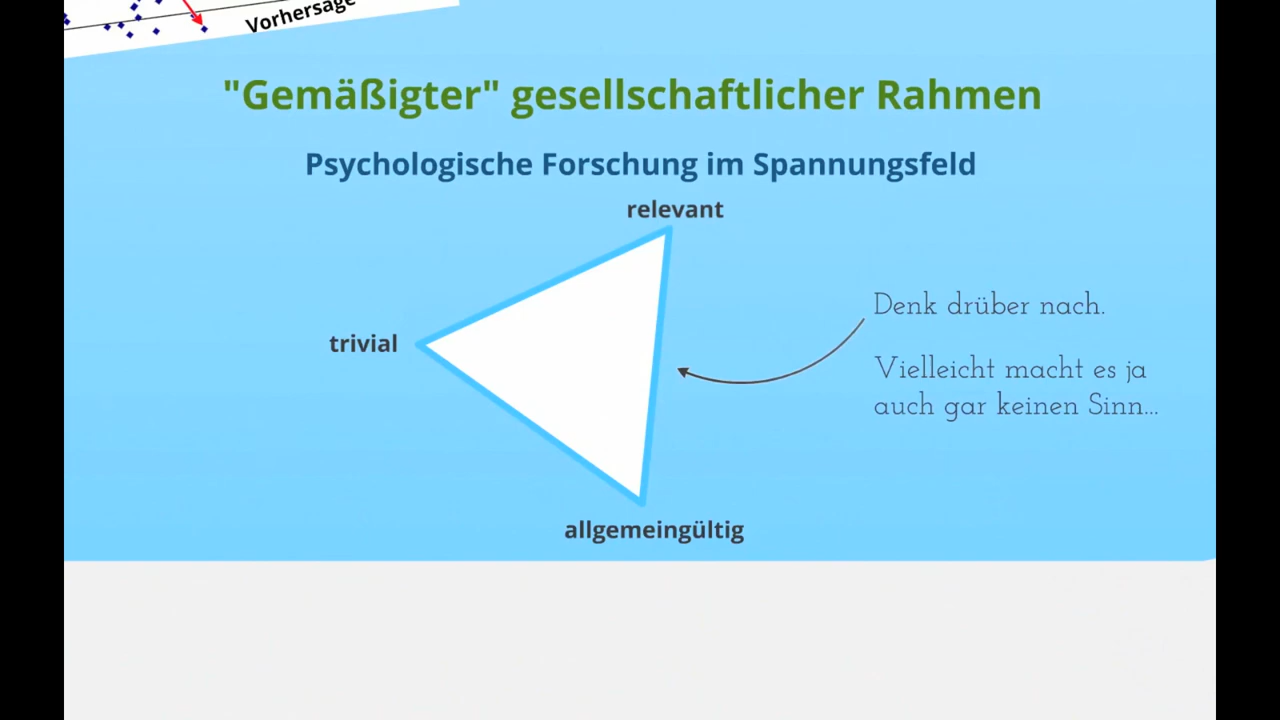 Vorhersage
"Gemäßigter" gesellschaftlicher Rahmen
Psychologische Forschung im Spannungsfeld
relevant
trivial
allgemeingültig
Denk drüber nach.
Vielleicht macht es ja
auch gar keinen Sinn...